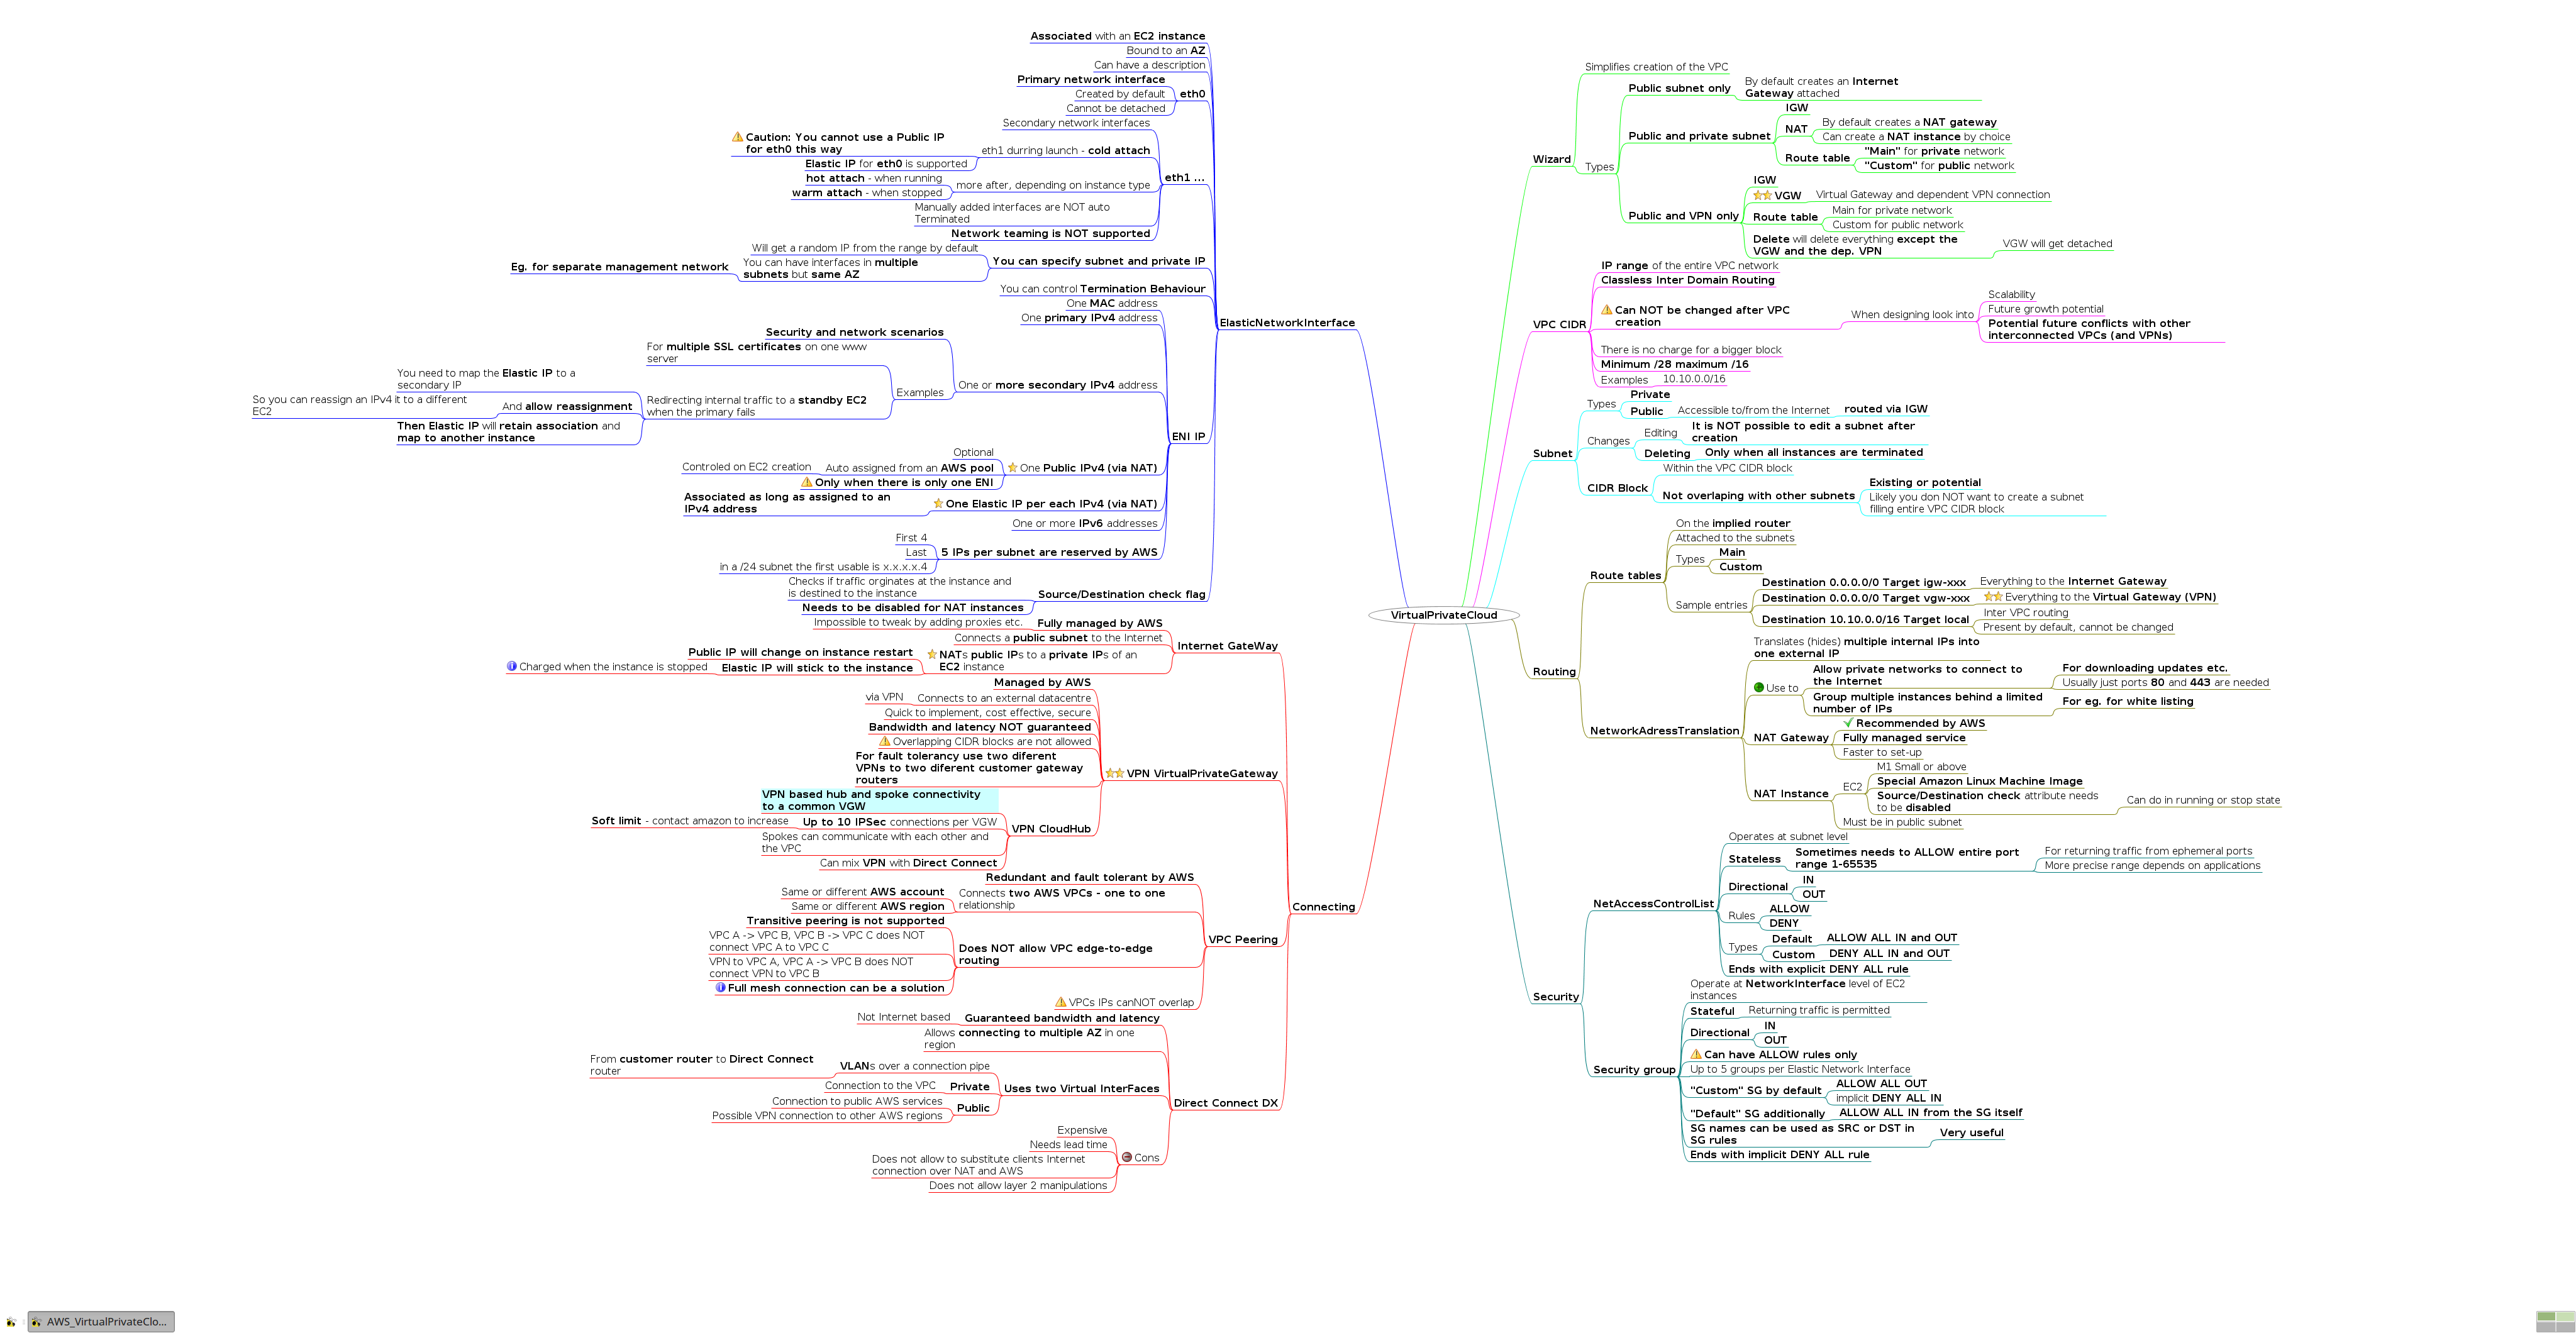 VirtualPrivateCloud
Wizard
Simplifies creation of the VPC
Types
Public subnet only
By default creates an Internet
Gateway attached
Public and private subnet
IGW
NAT
By default creates a NAT gateway
Can create a NAT instance by choice
Route table
"Main" for private network
"Custom" for public network
Public and VPN only
IGW
VGW
Virtual Gateway and dependent VPN connection
Route table
Main for private network
Custom for public network
Delete will delete everything except the
VGW and the dep. VPN
VGW will get detached
VPC CIDR
IP range of the entire VPC network
Classless Inter Domain Routing
Can NOT be changed after VPC
creation
When designing look into
Scalability
Future growth potential
Potential future conflicts with other
interconnected VPCs (and VPNs)
There is no charge for a bigger block
Minimum /28 maximum /16
Examples
10.10.0.0/16
Subnet
Types
Private
Public
Accessible to/from the Internet
routed via IGW
Changes
Editing
It is NOT possible to edit a subnet after
creation
Deleting
Only when all instances are terminated
CIDR Block
Within the VPC CIDR block
Not overlaping with other subnets
Existing or potential
Likely you don NOT want to create a subnet
filling entire VPC CIDR block
Routing
Route tables
On the implied router
Attached to the subnets
Types
Main
Custom
Sample entries
Destination 0.0.0.0/0 Target igw-xxx
Everything to the Internet Gateway
Destination 0.0.0.0/0 Target vgw-xxx
Everything to the Virtual Gateway (VPN)
Destination 10.10.0.0/16 Target local
Inter VPC routing
Present by default, cannot be changed
NetworkAdressTranslation
Translates (hides) multiple internal IPs into
one external IP
Use to
Allow private networks to connect to
the Internet
For downloading updates etc.
Usually just ports 80 and 443 are needed
Group multiple instances behind a limited
number of IPs
For eg. for white listing
NAT Gateway
Recommended by AWS
Fully managed service
Faster to set-up
NAT Instance
EC2
M1 Small or above
Special Amazon Linux Machine Image
Source/Destination check attribute needs
to be disabled
Can do in running or stop state
Must be in public subnet
Security
NetAccessControlList
Operates at subnet level
Stateless
Sometimes needs to ALLOW entire port
range 1-65535
For returning traffic from ephemeral ports
More precise range depends on applications
Directional
IN
OUT
Rules
ALLOW
DENY
Types
Default
ALLOW ALL IN and OUT
Custom
DENY ALL IN and OUT
Ends with explicit DENY ALL rule
Security group
Operate at NetworkInterface level of EC2
instances
Stateful
Returning traffic is permitted
Directional
IN
OUT
Can have ALLOW rules only
Up to 5 groups per Elastic Network Interface
"Custom" SG by default
ALLOW ALL OUT
implicit DENY ALL IN
"Default" SG additionally
ALLOW ALL IN from the SG itself
SG names can be used as SRC or DST in
SG rules
Very useful
Ends with implicit DENY ALL rule
ElasticNetworkInterface
Associated with an EC2 instance
Bound to an AZ
Can have a description
eth0
Primary network interface
Created by default
Cannot be detached
eth1 ...
Secondary network interfaces
eth1 durring launch - cold attach
Caution: You cannot use a Public IP
for eth0 this way
Elastic IP for eth0 is supported
more after, depending on instance type
hot attach - when running
warm attach - when stopped
Manually added interfaces are NOT auto
Terminated
Network teaming is NOT supported
You can specify subnet and private IP
Will get a random IP from the range by default
You can have interfaces in multiple
subnets but same AZ
Eg. for separate management network
You can control Termination Behaviour
ENI IP
One MAC address
One primary IPv4 address
One or more secondary IPv4 address
Security and network scenarios
Examples
For multiple SSL certificates on one www
server
Redirecting internal traffic to a standby EC2
when the primary fails
You need to map the Elastic IP to a
secondary IP
And allow reassignment
So you can reassign an IPv4 it to a different
EC2
Then Elastic IP will retain association and
map to another instance
One Public IPv4 (via NAT)
Optional
Auto assigned from an AWS pool
Controled on EC2 creation
Only when there is only one ENI
One Elastic IP per each IPv4 (via NAT)
Associated as long as assigned to an
IPv4 address
One or more IPv6 addresses
5 IPs per subnet are reserved by AWS
First 4
Last
in a /24 subnet the first usable is x.x.x.x.4
Source/Destination check flag
Checks if traffic orginates at the instance and
is destined to the instance
Needs to be disabled for NAT instances
Connecting
Internet GateWay
Fully managed by AWS
Impossible to tweak by adding proxies etc.
Connects a public subnet to the Internet
NATs public IPs to a private IPs of an
EC2 instance
Public IP will change on instance restart
Elastic IP will stick to the instance
Charged when the instance is stopped
VPN VirtualPrivateGateway
Managed by AWS
Connects to an external datacentre
via VPN
Quick to implement, cost effective, secure
Bandwidth and latency NOT guaranteed
Overlapping CIDR blocks are not allowed
For fault tolerancy use two diferent
VPNs to two diferent customer gateway
routers
VPN CloudHub
VPN based hub and spoke connectivity
to a common VGW
Up to 10 IPSec connections per VGW
Soft limit - contact amazon to increase
Spokes can communicate with each other and
the VPC
Can mix VPN with Direct Connect
VPC Peering
Redundant and fault tolerant by AWS
Connects two AWS VPCs - one to one
relationship
Same or different AWS account
Same or different AWS region
Does NOT allow VPC edge-to-edge
routing
Transitive peering is not supported
VPC A -> VPC B, VPC B -> VPC C does NOT
connect VPC A to VPC C
VPN to VPC A, VPC A -> VPC B does NOT
connect VPN to VPC B
Full mesh connection can be a solution
VPCs IPs canNOT overlap
Direct Connect DX
Guaranteed bandwidth and latency
Not Internet based
Allows connecting to multiple AZ in one
region
Uses two Virtual InterFaces
VLANs over a connection pipe
From customer router to Direct Connect
router
Private
Connection to the VPC
Public
Connection to public AWS services
Possible VPN connection to other AWS regions
Cons
Expensive
Needs lead time
Does not allow to substitute clients Internet
connection over NAT and AWS
Does not allow layer 2 manipulations
AWS_VirtualPrivateClo...